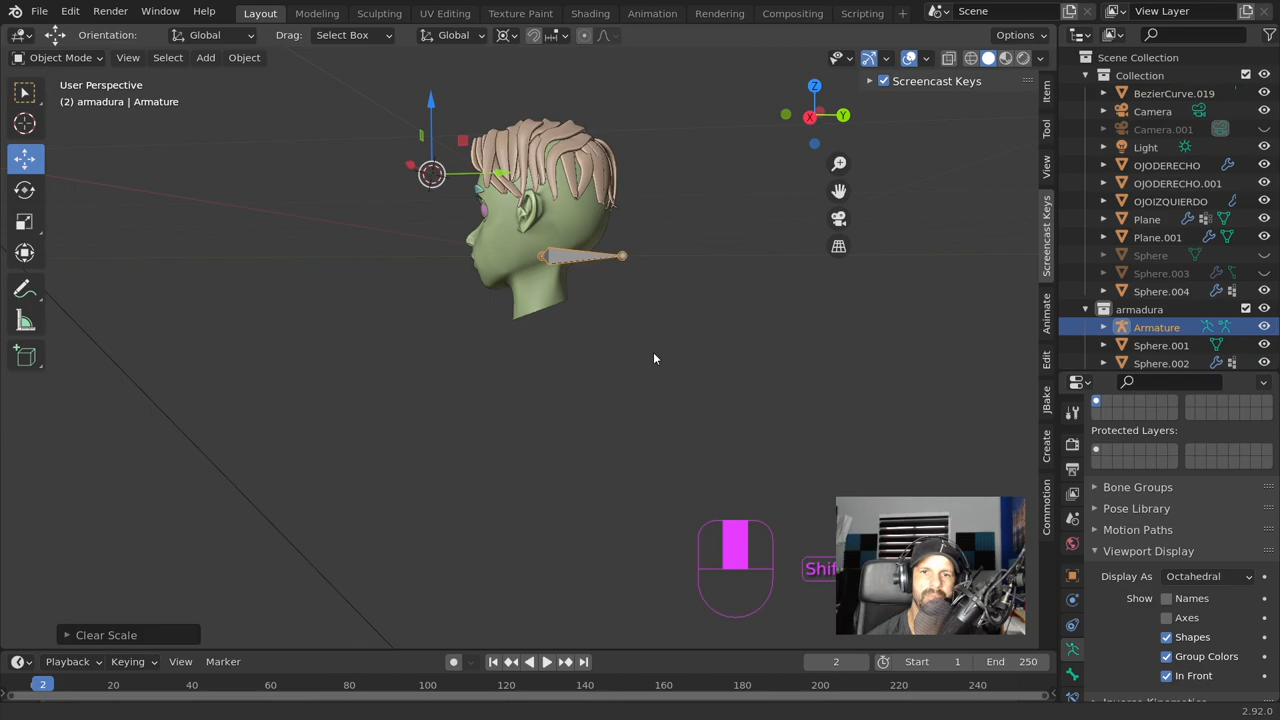 File Edit Render Window Help Layout Modeling Sculpting UV Editing Texture Paint Shading Animation Rendering Compositing Scripting + Scene View Layer
Orientation: Global Drag: Select Box Global Options
Object Mode View Select Add Object
User Perspective
(2) armadura | Armature
Screencast Keys
Z
X
Y
Item
Tool
View
Screencast Keys
Animate
Edit
JBake
Create
Commotion
Scene Collection
Collection
BezierCurve.019
Camera
Camera.001
Light
OJODERECHO
OJODERECHO.001
OJOIZQUIERDO
Plane
Plane.001
Sphere
Sphere.003
Sphere.004
armadura
Armature
Sphere.001
Sphere.002
Protected Layers:
Bone Groups
Pose Library
Motion Paths
Viewport Display
Display As Octahedral
Show Names
Axes
Shapes
Group Colors
In Front
Clear Scale
Playback Keying View Marker 2 Start 1 End 250
2 20 40 60 80 100 120 140 160 180 200 220 240
2.92.0